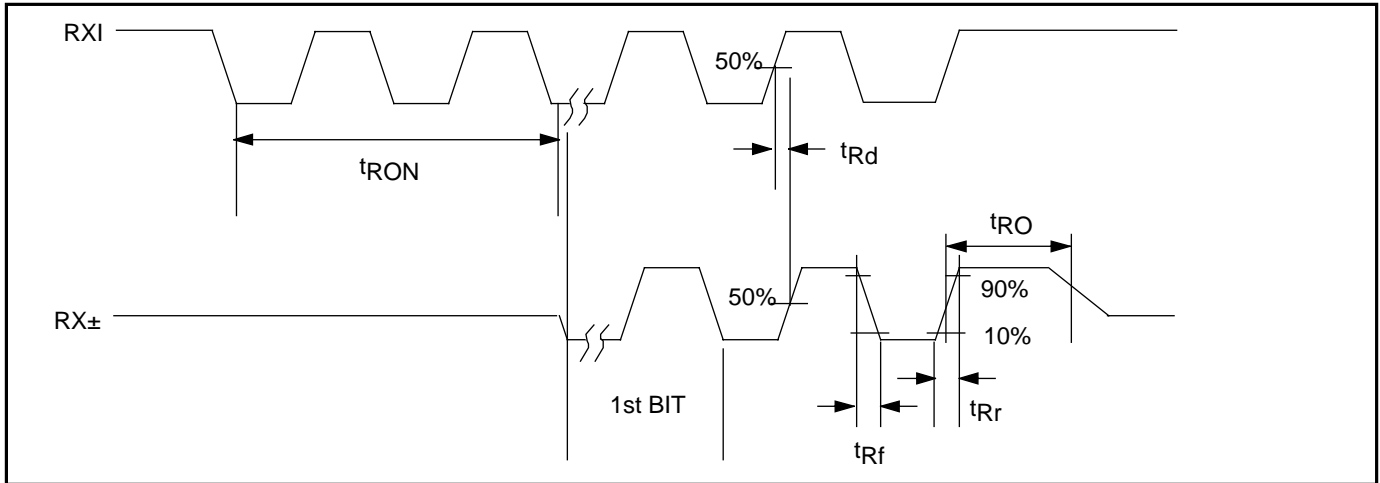 RXI
50%
tRd
tRON
tRO
50%
90%
RX±
10%
1st BIT
tRr
tRf